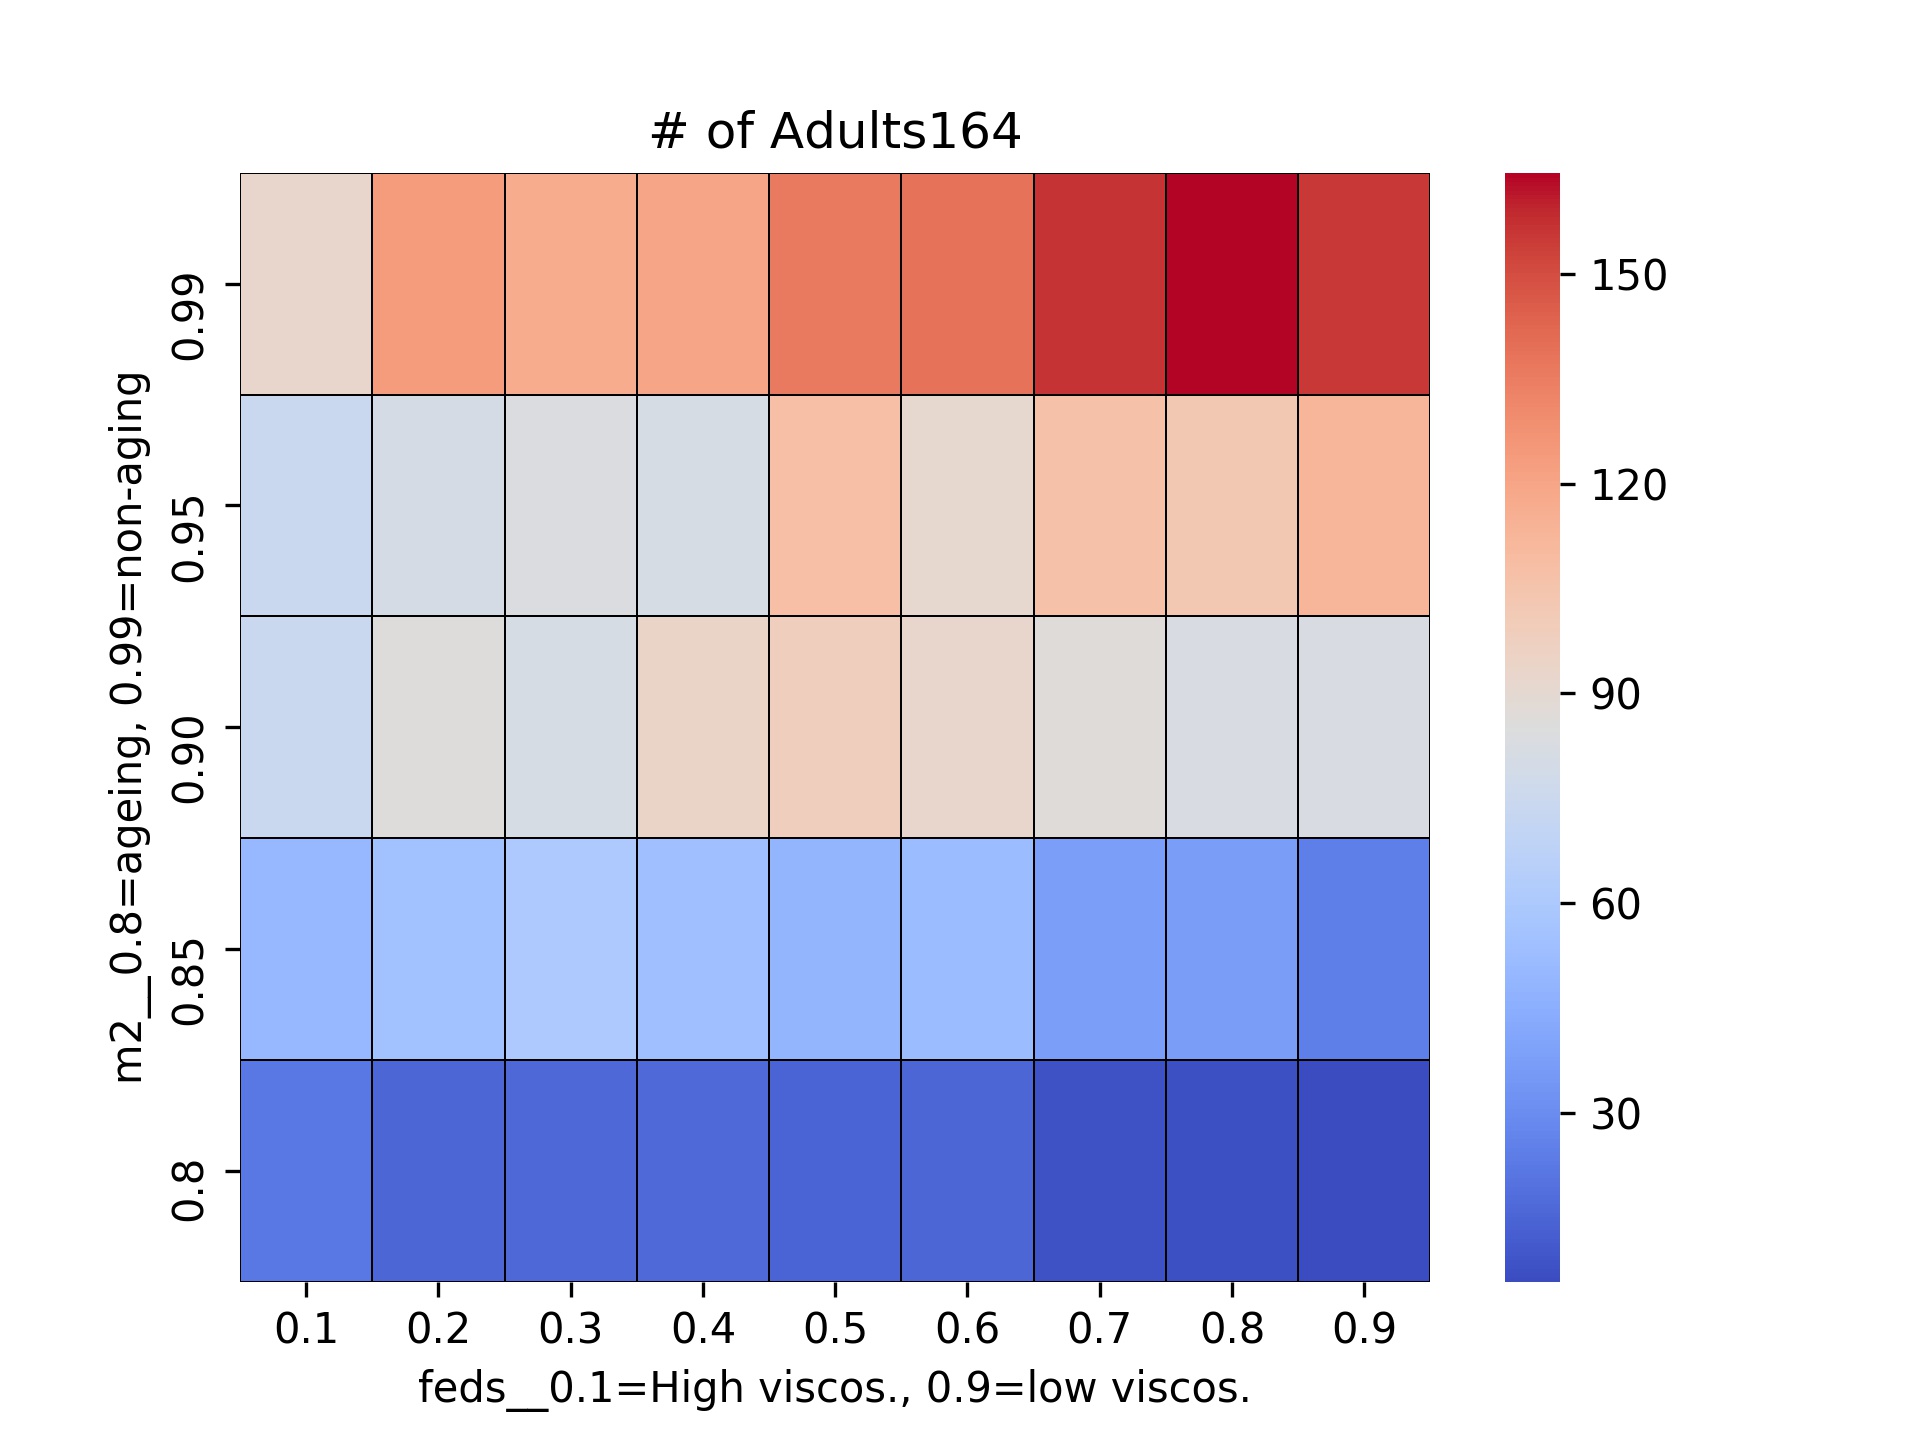 # of Adults164
m2__0.8=ageing, 0.99=non-aging
0.99
0.95
0.90
0.85
0.8
0.1 0.2 0.3 0.4 0.5 0.6 0.7 0.8 0.9
feds__0.1=High viscos., 0.9=low viscos.
150
120
90
60
30